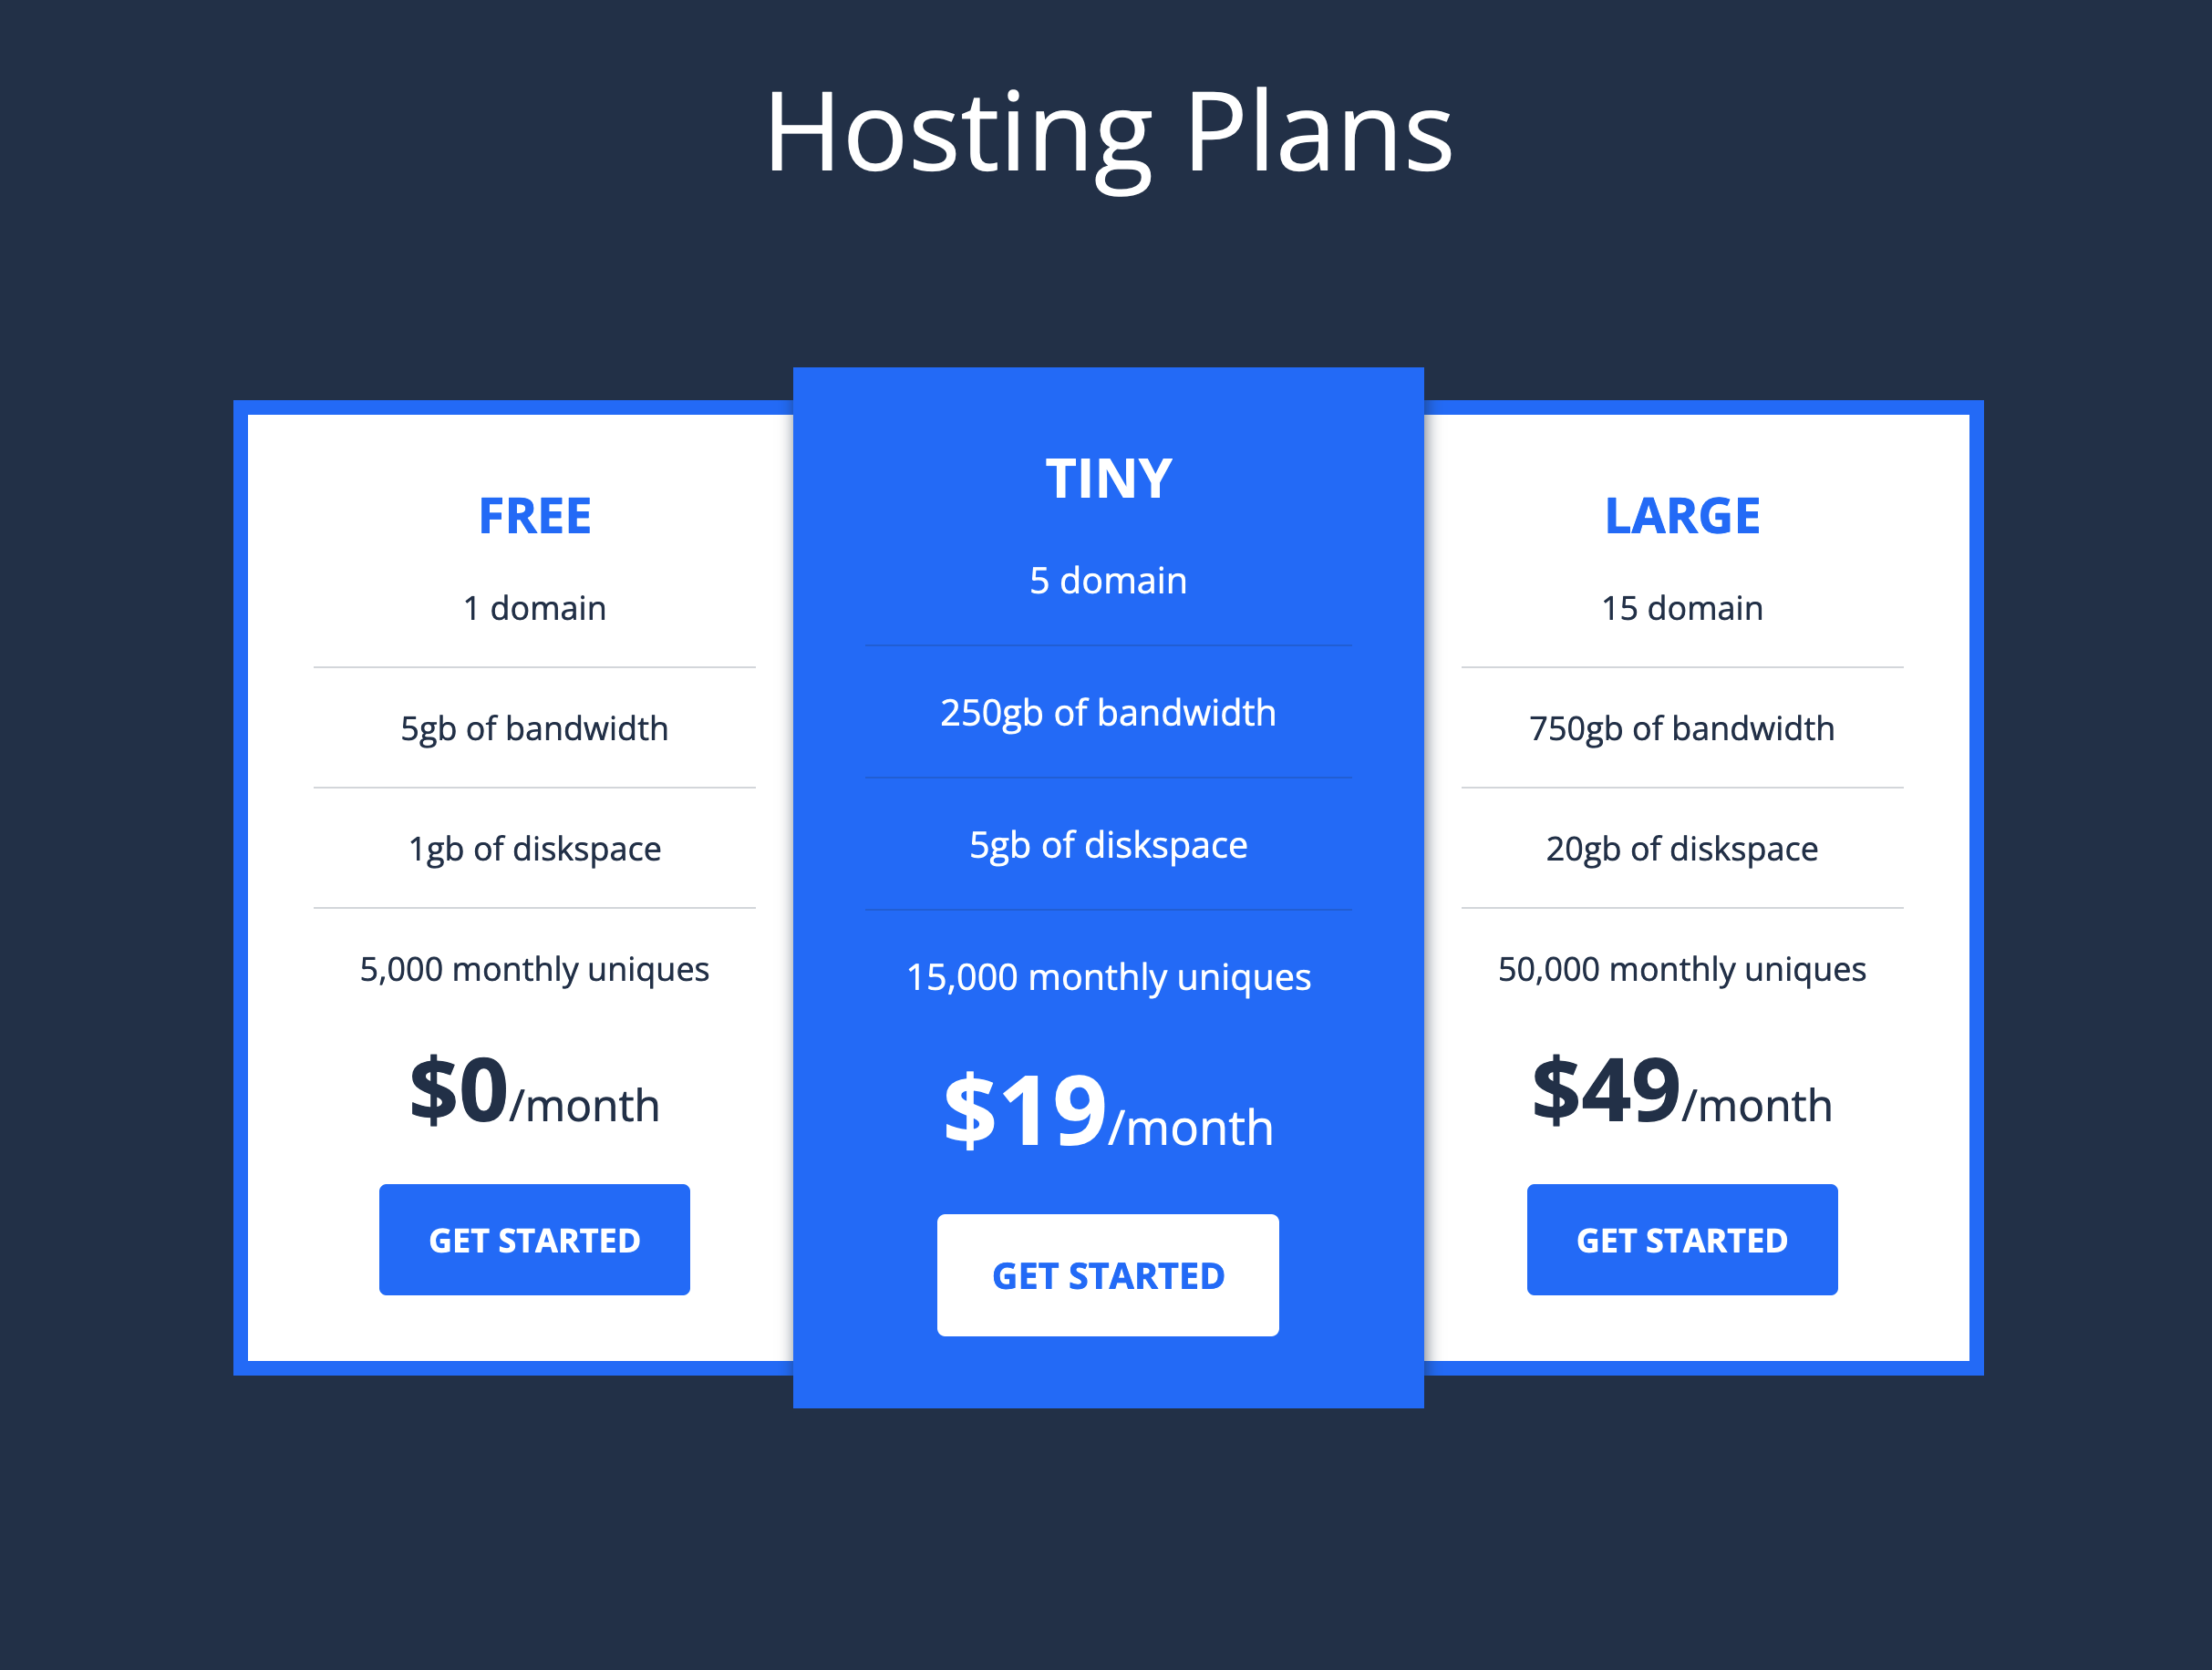 Hosting Plans
FREE
1 domain
5gb of bandwidth
1gb of diskspace
5,000 monthly uniques
$0/month
GET STARTED
TINY
5 domain
250gb of bandwidth
5gb of diskspace
15,000 monthly uniques
$19/month
GET STARTED
LARGE
15 domain
750gb of bandwidth
20gb of diskspace
50,000 monthly uniques
$49/month
GET STARTED